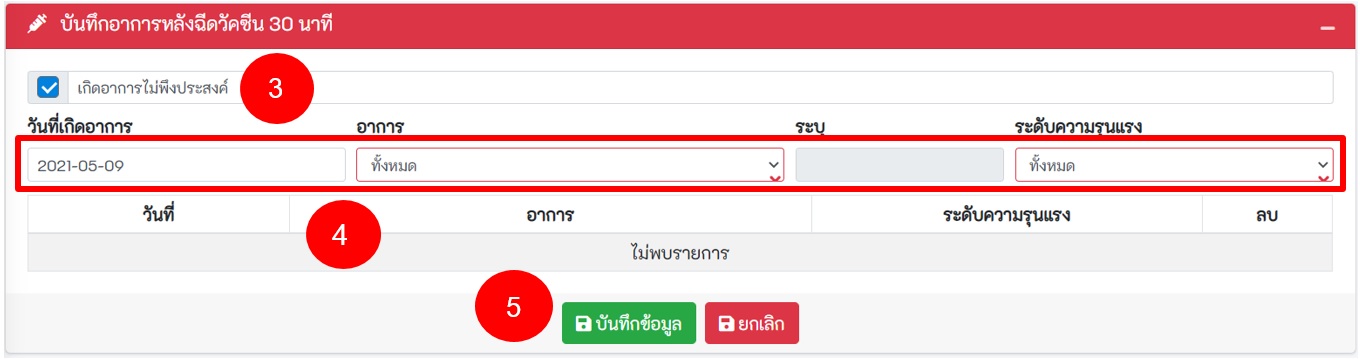 บันทึกอาการหลังฉีดวัคซีน 30 นาที
เกิดอาการไม่พึงประสงค์ 3
วันที่เกิดอาการ อาการ ระบุ ระดับความรุนแรง
2021-05-09 ทั้งหมด ทั้งหมด
วันที่ อาการ ระดับความรุนแรง ลบ
4
ไม่พบรายการ
5 บันทึกข้อมูล ยกเลิก